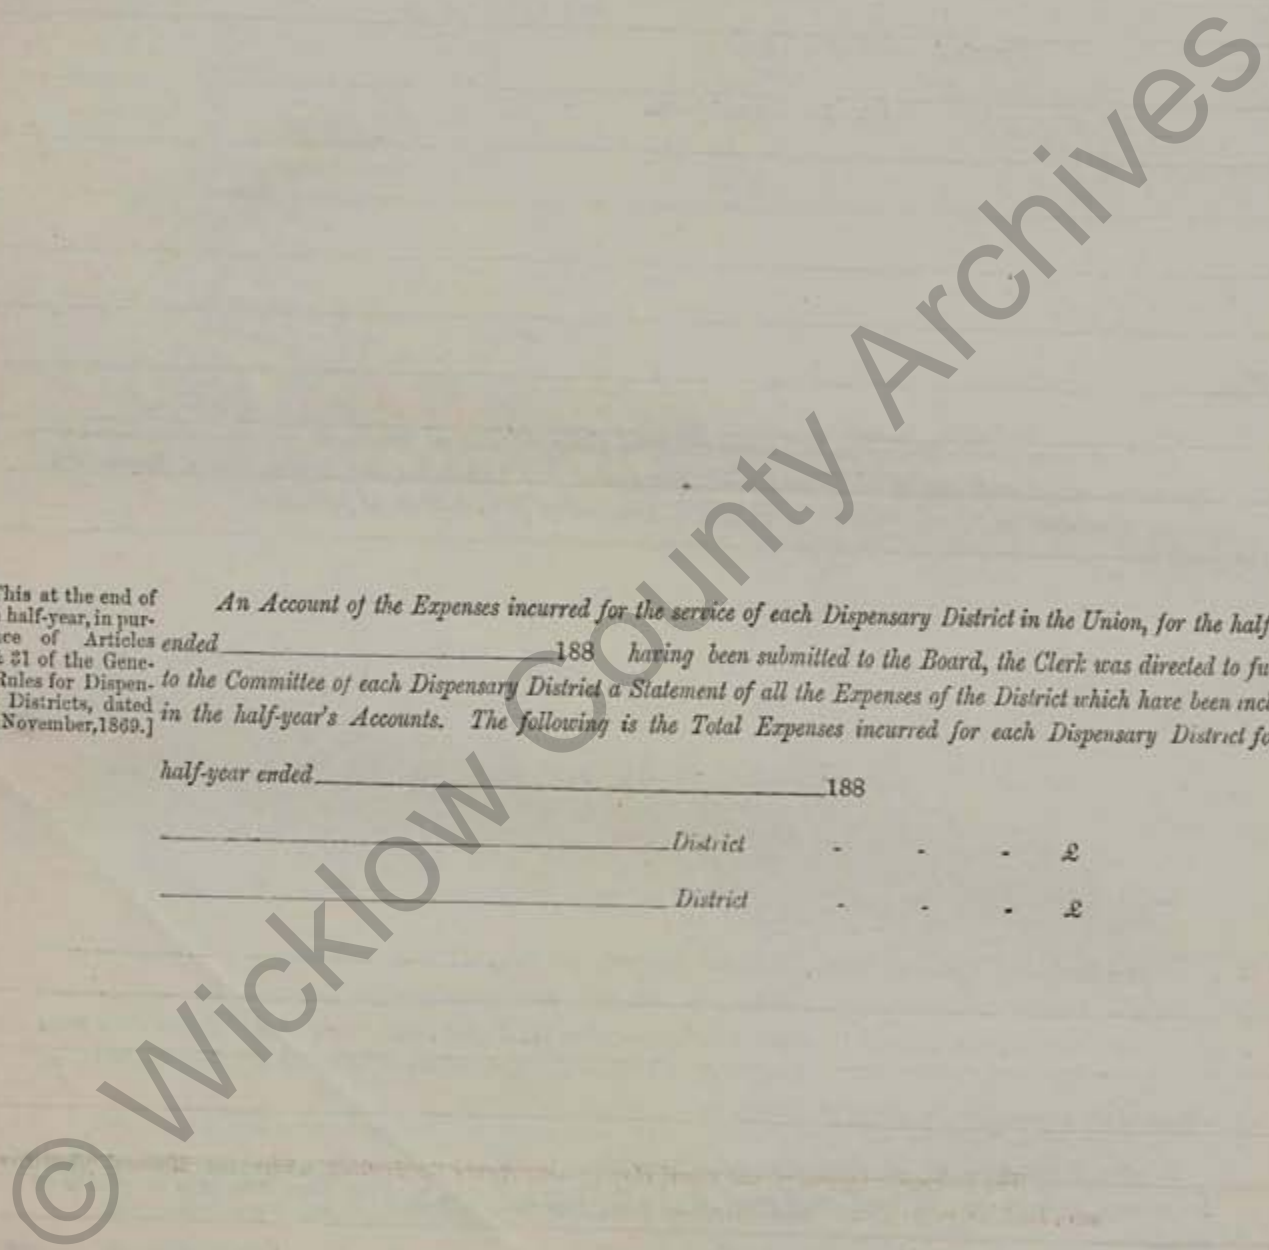 his at the end of
half-year, in pur-
ce of Articles
31 of the Gene-
Rules for Dispen-
Districts, dated
November, 1869.]
An Account of the Expenses incurred for the service of each Dispensary District in the Union, for the half
ended 188 having been submitted to the Board, the Clerk was directed to fu
to the Committee of each Dispensary District a Statement of all the Expenses of the District which have been incl
in the half-year's Accounts. The following is the Total Expenses incurred for each Dispensary District fo
half-year ended 188
District - - - £
District - - - £
© Wicklow County Archives